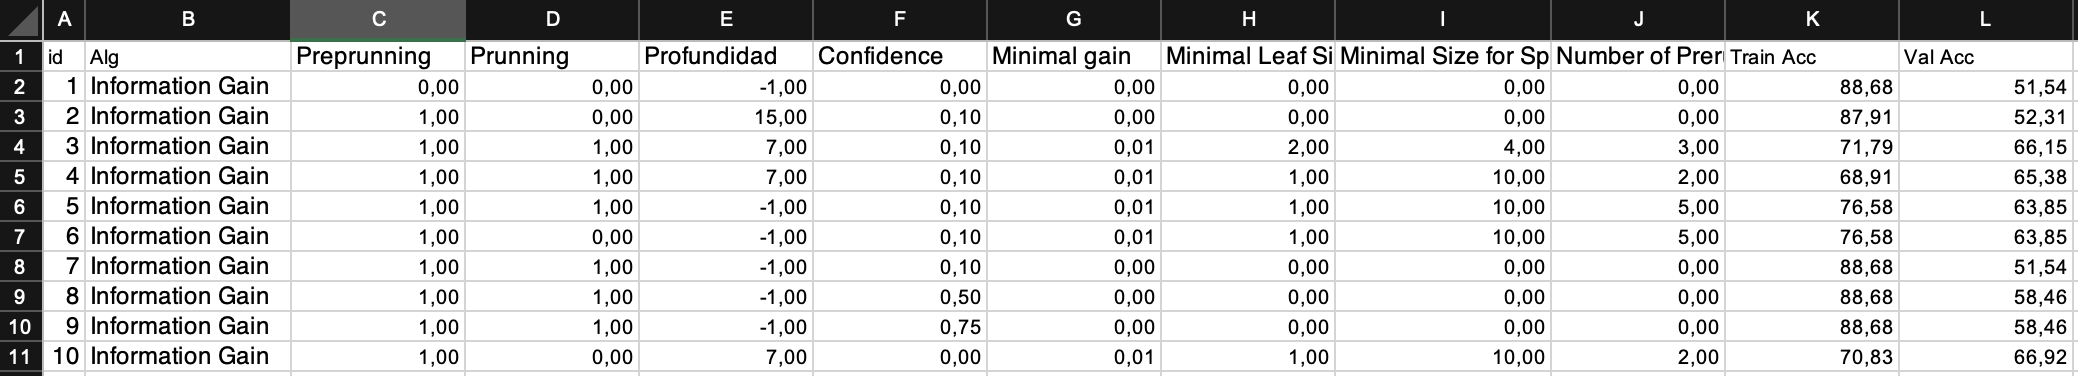 A B C D E F G H I J K L
1 id Alg Preprunning Prunning Profundidad Confidence Minimal gain Minimal Leaf Si Minimal Size for Sp Number of Prer Train Acc Val Acc
2 1 Information Gain 0,00 0,00 -1,00 0,00 0,00 0,00 0,00 0,00 88,68 51,54
3 2 Information Gain 1,00 0,00 15,00 0,10 0,00 0,00 0,00 0,00 87,91 52,31
4 3 Information Gain 1,00 1,00 7,00 0,10 0,01 2,00 4,00 3,00 71,79 66,15
5 4 Information Gain 1,00 1,00 7,00 0,10 0,01 1,00 10,00 2,00 68,91 65,38
6 5 Information Gain 1,00 1,00 -1,00 0,10 0,01 1,00 10,00 5,00 76,58 63,85
7 6 Information Gain 1,00 0,00 -1,00 0,10 0,01 1,00 10,00 5,00 76,58 63,85
8 7 Information Gain 1,00 1,00 -1,00 0,10 0,00 0,00 0,00 0,00 88,68 51,54
9 8 Information Gain 1,00 1,00 -1,00 0,50 0,00 0,00 0,00 0,00 88,68 58,46
10 9 Information Gain 1,00 1,00 -1,00 0,75 0,00 0,00 0,00 0,00 88,68 58,46
11 10 Information Gain 1,00 0,00 7,00 0,00 0,01 1,00 10,00 2,00 70,83 66,92